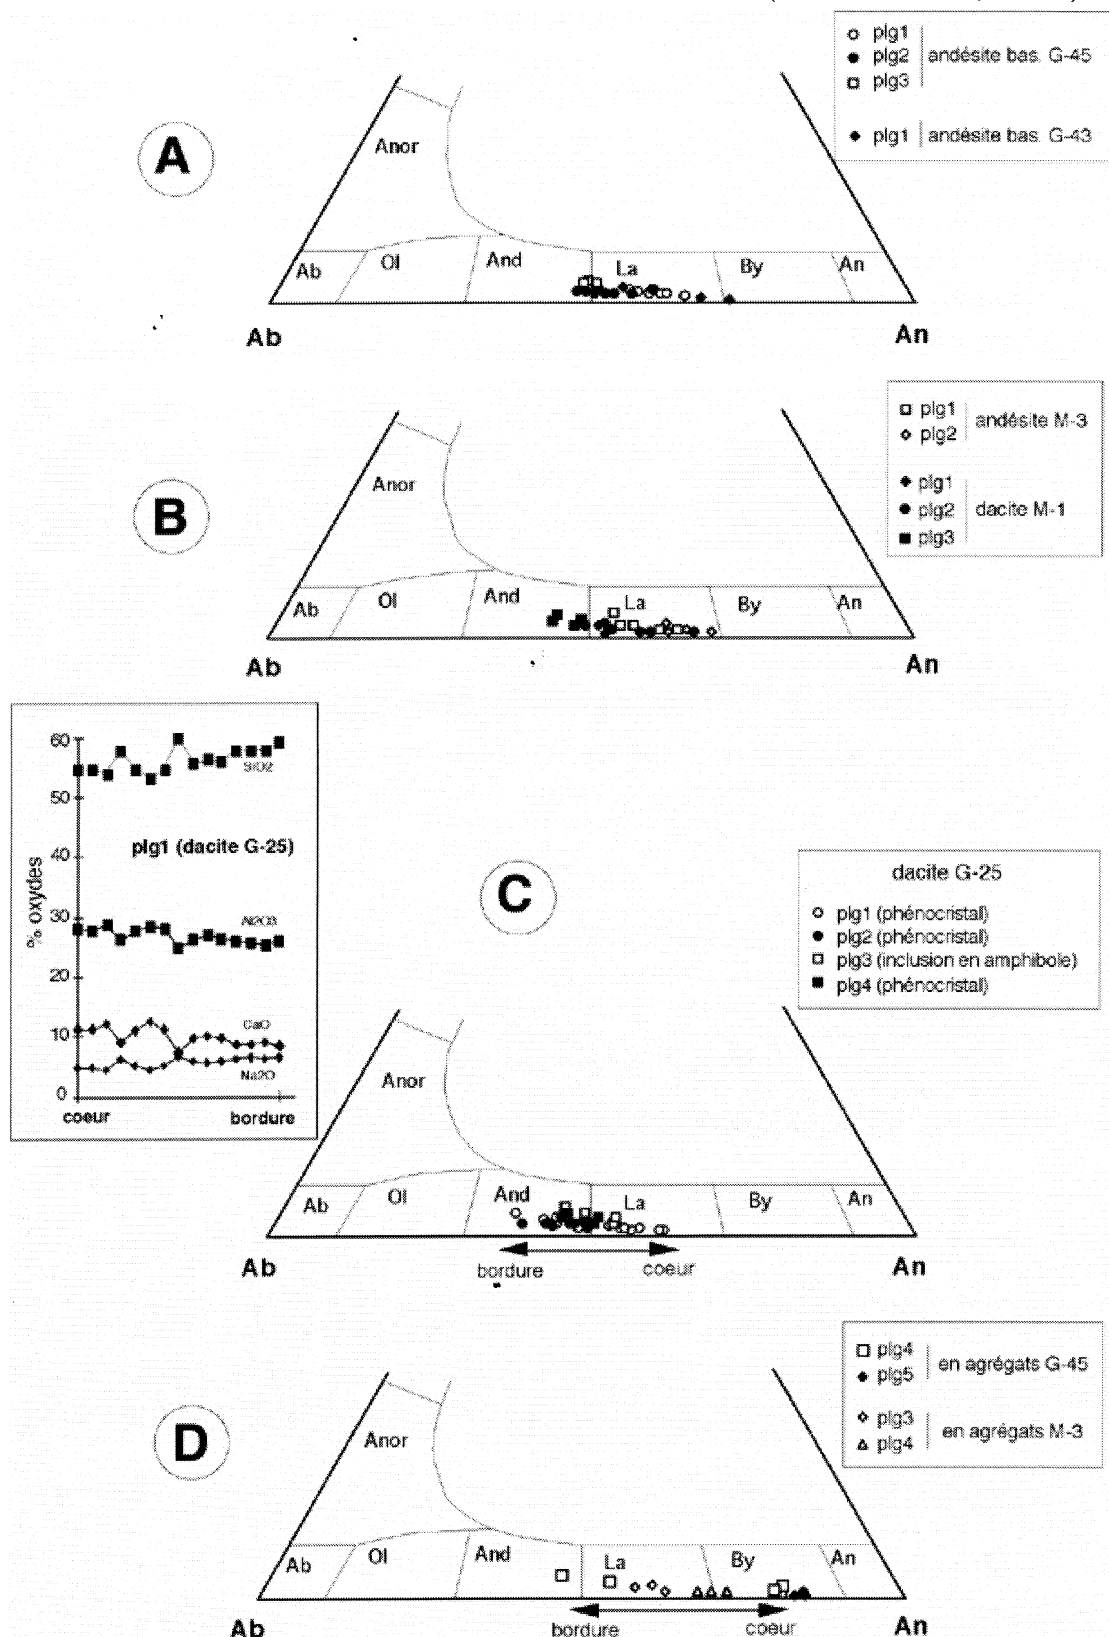 plg1
plg2 andésite bas. G-45
plg3
plg1 andésite bas. G-43
A
Anor
Ab Ol And La By An
Ab An
plg1 andésite M-3
plg2
plg1
plg2 dacite M-1
plg3
B
Anor
Ab Ol And La By An
Ab An
60
SiO2
50
plg1 (dacite G-25)
40
% oxydes
30
Al2O3
20
CaO
10
Na2O
0
coeur bordure
C
dacite G-25
plg1 (phénocristal)
plg2 (phénocristal)
plg3 (inclusion en amphibole)
plg4 (phénocristal)
Anor
Ab Ol And La By An
Ab An
bordure coeur
plg4 en agrégats G-45
plg5
plg3 en agrégats M-3
plg4
D
Anor
Ab Ol And La By An
Ab An
bordure coeur